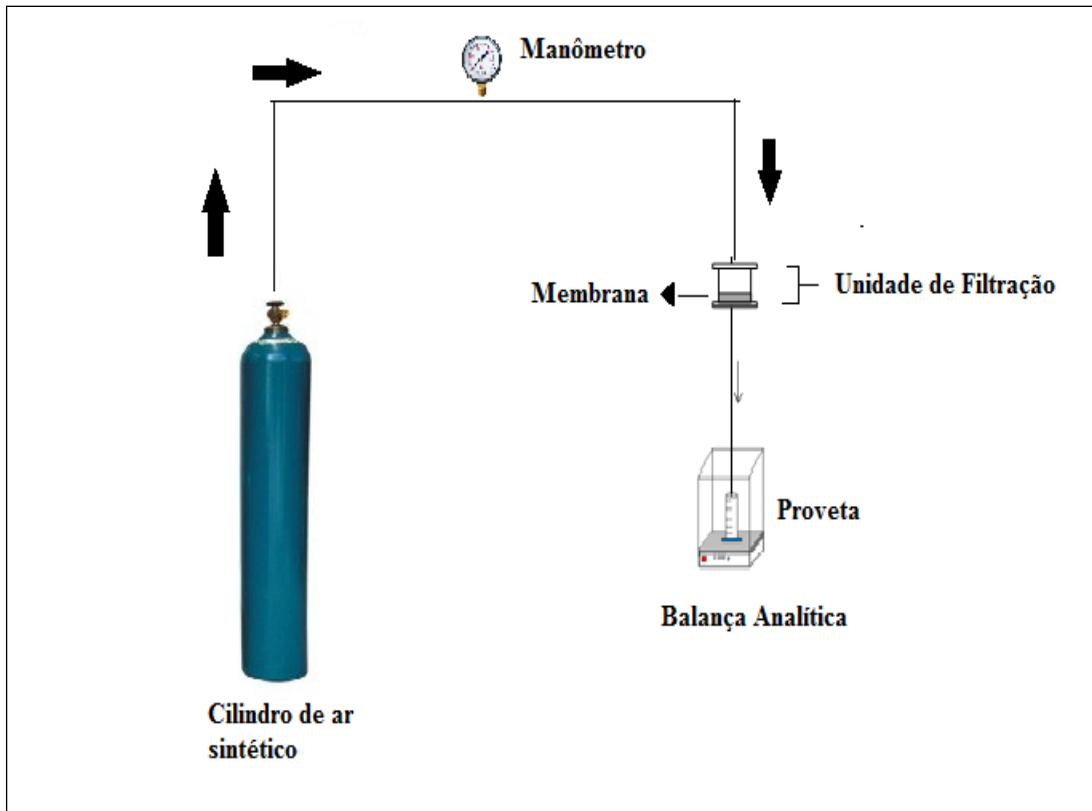 Manômetro
Membrana
Unidade de Filtração
Proveta
Balança Analítica
Cilindro de ar
sintético